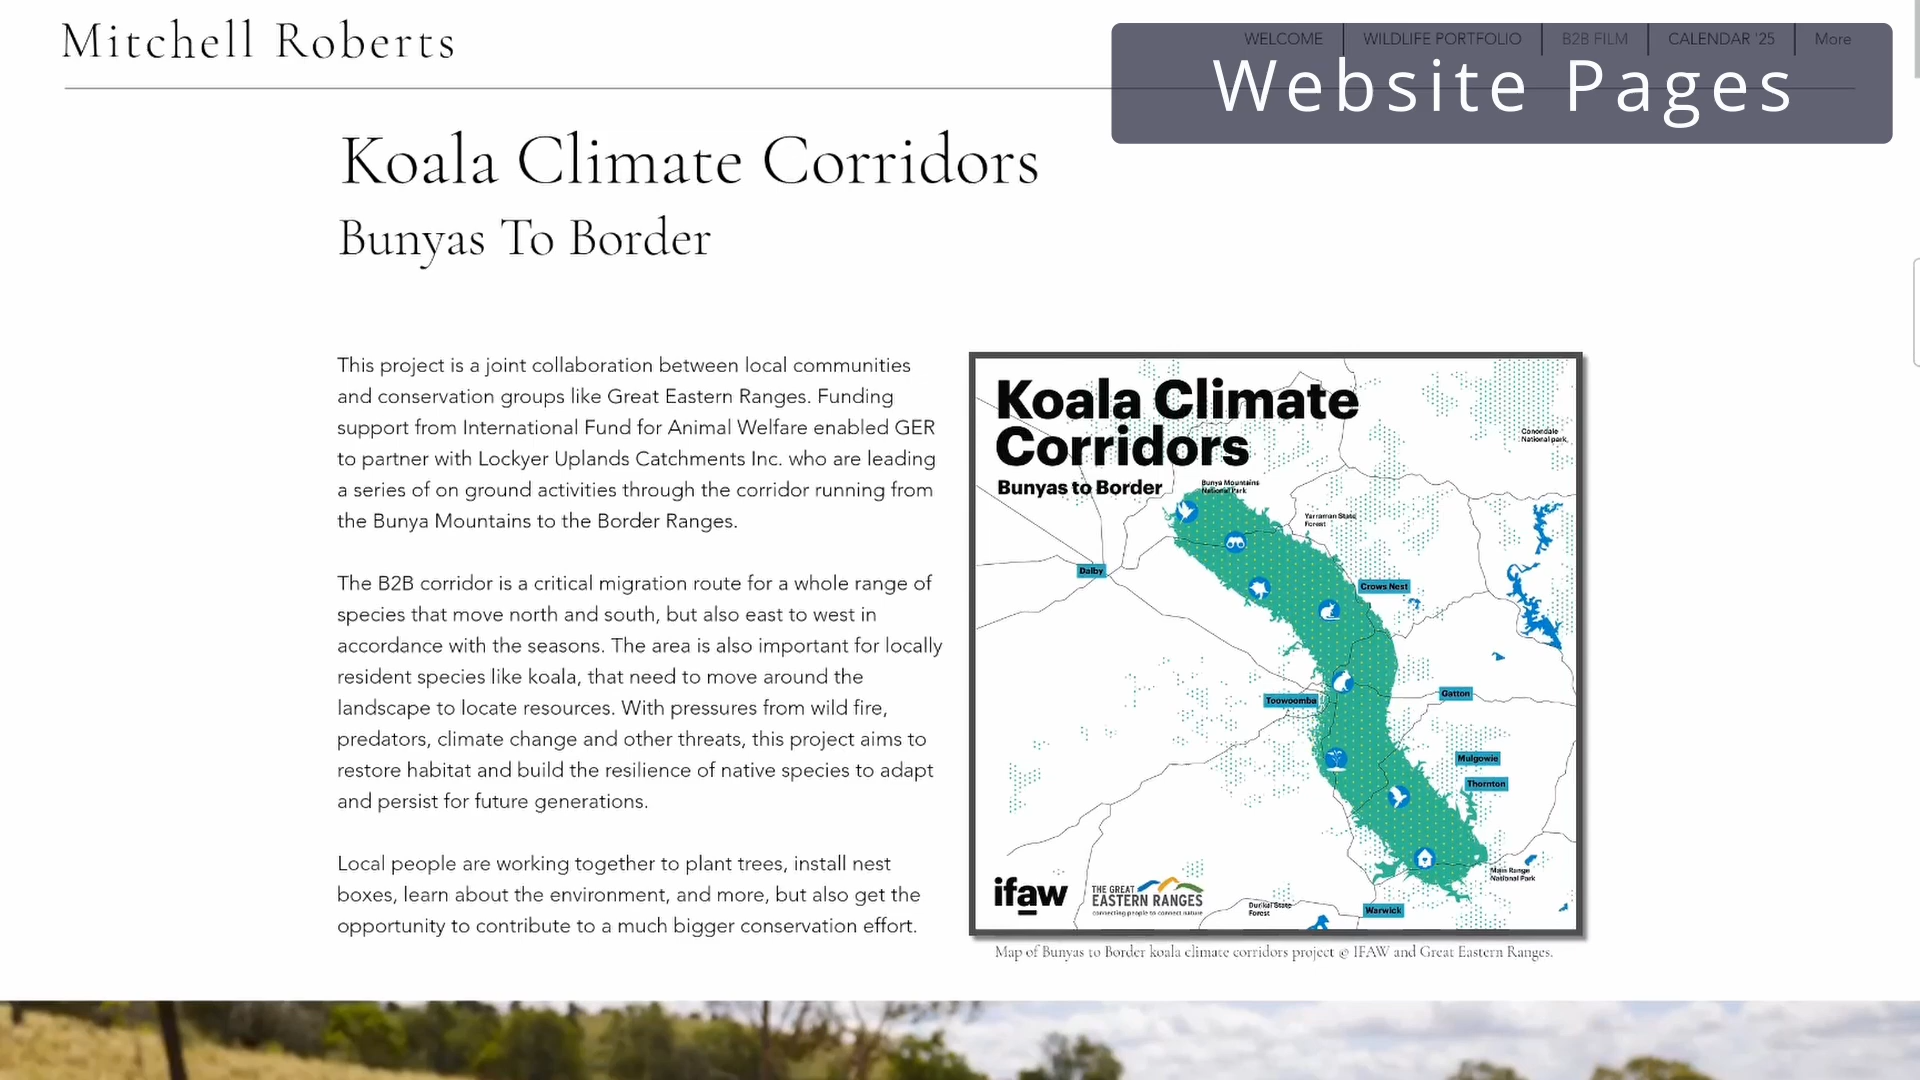 Mitchell Roberts
WELCOME
WILDLIFE PORTFOLIO
B2B FILM
CALENDAR '25
More
Website Pages
Koala Climate Corridors
Bunyas To Border
This project is a joint collaboration between local communities
and conservation groups like Great Eastern Ranges. Funding
support from International Fund for Animal Welfare enabled GER
to partner with Lockyer Uplands Catchments Inc. who are leading
a series of on ground activities through the corridor running from
the Bunya Mountains to the Border Ranges.
The B2B corridor is a critical migration route for a whole range of
species that move north and south, but also east to west in
accordance with the seasons. The area is also important for locally
resident species like koala, that need to move around the
landscape to locate resources. With pressures from wild fire,
predators, climate change and other threats, this project aims to
restore habitat and build the resilience of native species to adapt
and persist for future generations.
Local people are working together to plant trees, install nest
boxes, learn about the environment, and more, but also get the
opportunity to contribute to a much bigger conservation effort.
Koala Climate
Corridors
Bunyas to Border
Bunya Mountains
National Park
Conondale
National park
Yarraman State
Forest
Dalby
Crows Nest
Toowoomba
Gatton
Mulgowie
Thornton
Main Range
National Park
Durikai State
Forest
Warwick
ifaw
THE GREAT
EASTERN RANGES
connecting people to connect nature
Map of Bunyas to Border koala climate corridors project © IFAW and Great Eastern Ranges.